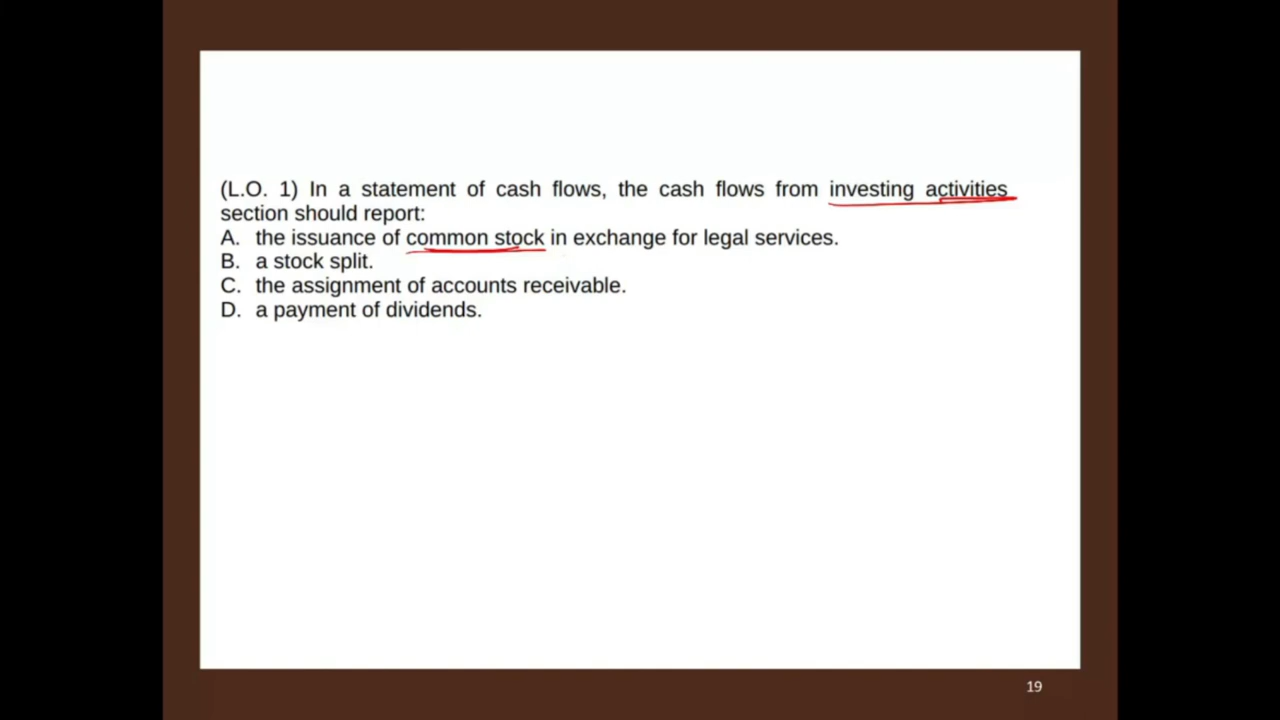 (L.O. 1) In a statement of cash flows, the cash flows from investing activities
section should report:
A. the issuance of common stock in exchange for legal services.
B. a stock split.
C. the assignment of accounts receivable.
D. a payment of dividends.
19